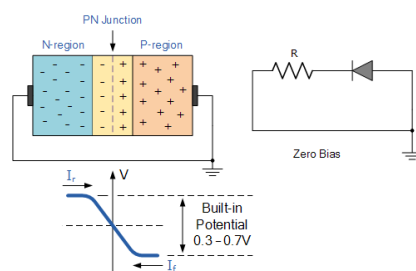 PN Junction
N-region
P-region
R
Zero Bias
Ir
V
Built-in
Potential
0.3 - 0.7V
If